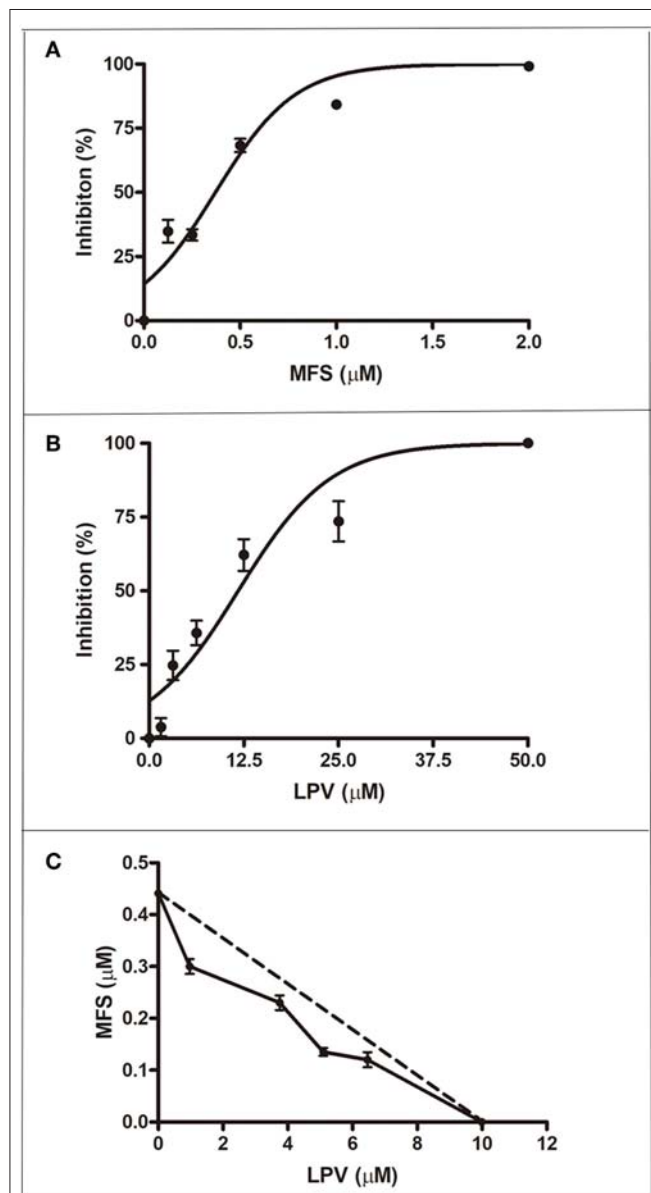 A
100
75
50
25
0
Inhibiton (%)
0.0 0.5 1.0 1.5 2.0
MFS (μM)
B
100
75
50
25
0
Inhibition (%)
0.0 12.5 25.0 37.5 50.0
LPV (μM)
C
0.5
0.4
0.3
0.2
0.1
0.0
MFS (μM)
0 2 4 6 8 10 12
LPV (μM)